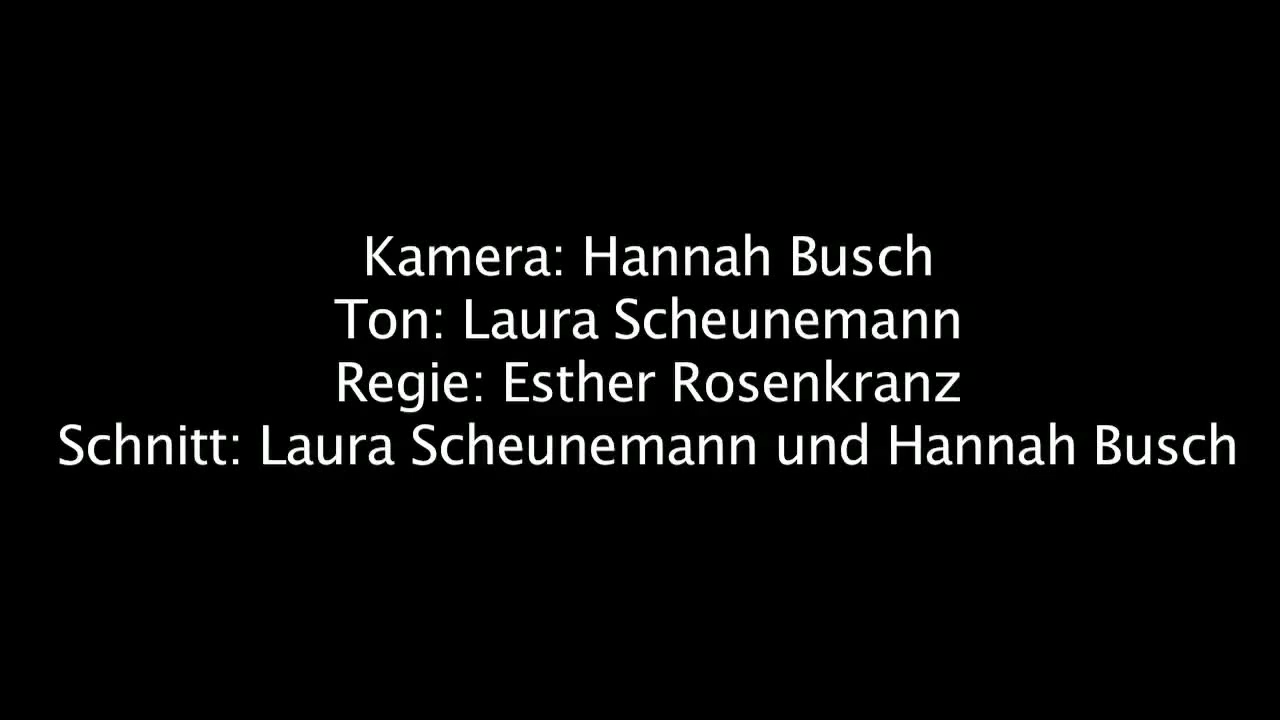 Kamera: Hannah Busch
Ton: Laura Scheunemann
Regie: Esther Rosenkranz
Schnitt: Laura Scheunemann und Hannah Busch